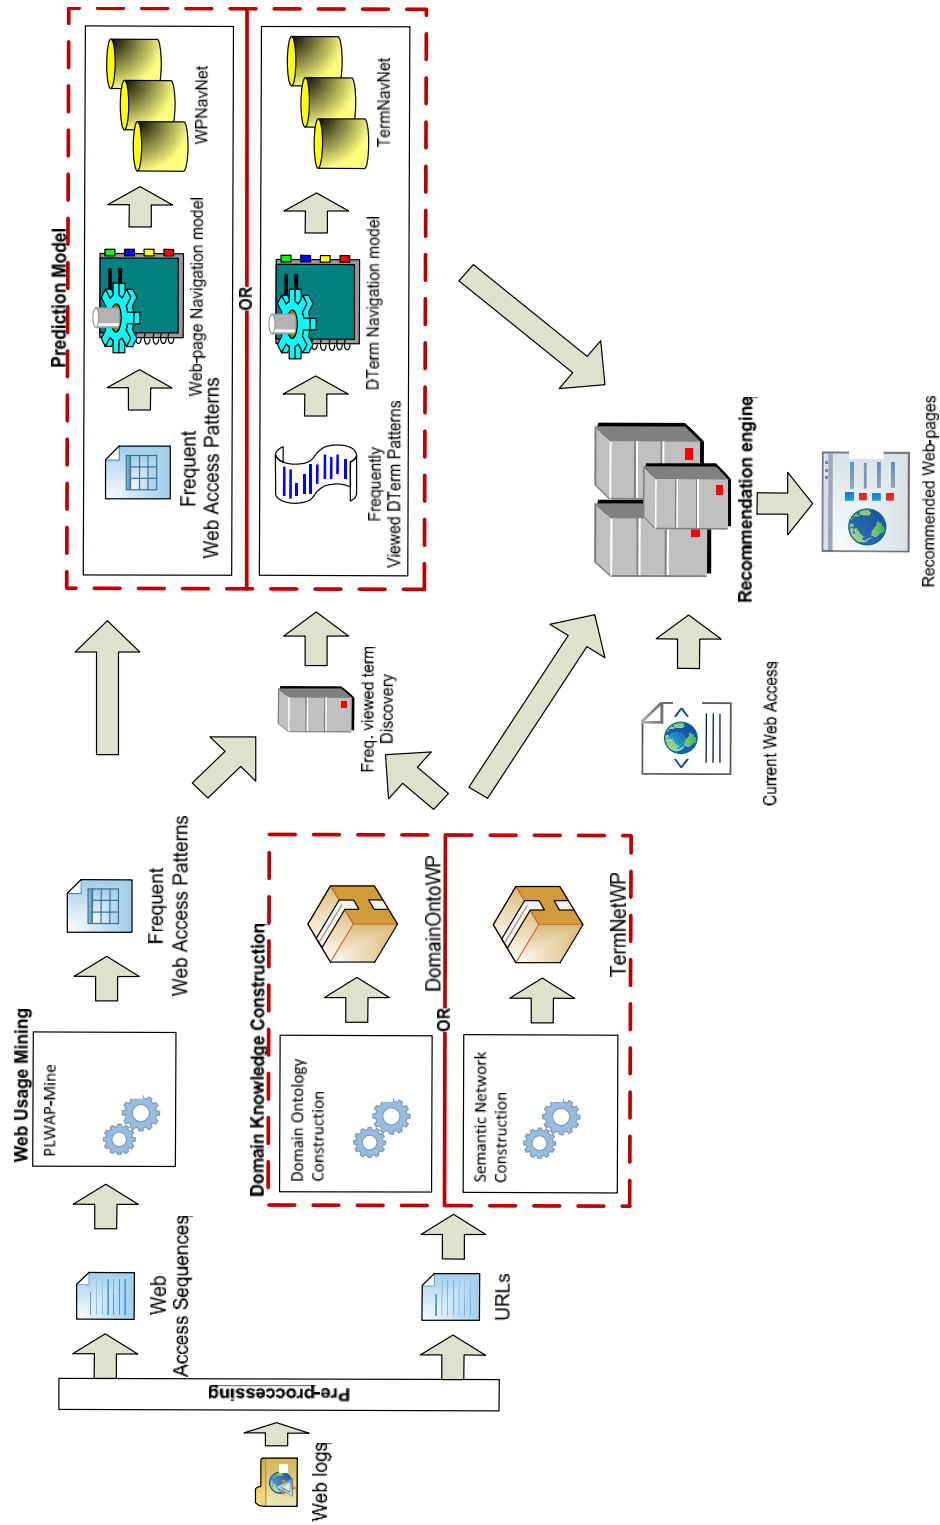 Web logs
Pre-proccessing
Web
Access Sequences
URLs
Web Usage Mining
PLWAP-Mine
Frequent
Web Access Patterns
Domain Knowledge Construction
Domain Ontology
Construction
DomainOntoWP
OR
Semantic Network
Construction
TermNetWP
Freq. viewed term
Discovery
Prediction Model
Frequent
Web Access Patterns
Web-page Navigation model
WPNavNet
OR
Frequently
Viewed DTerm Patterns
DTerm Navigation model
TermNavNet
Current Web Access
Recommendation engine
Recommended Web-pages